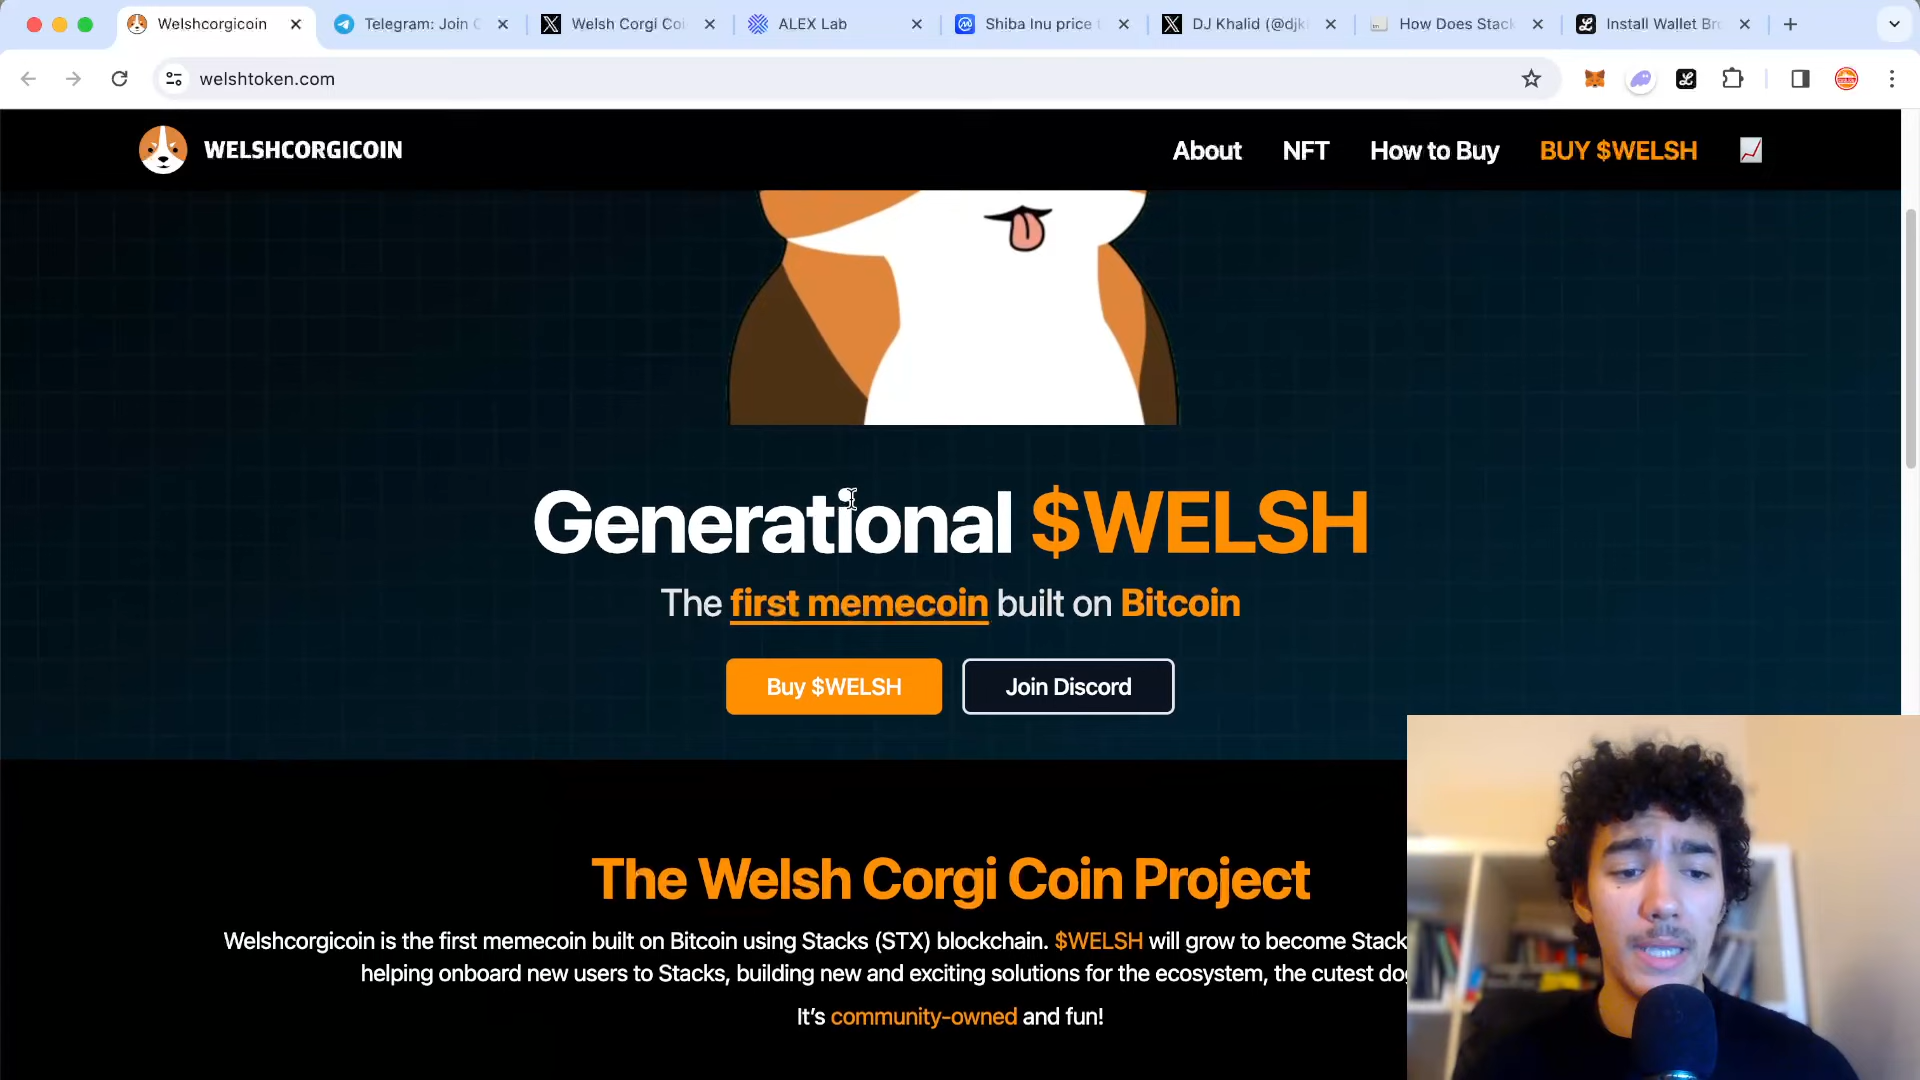 Welshcorgicoin
Telegram: Join
Welsh Corgi Coi
ALEX Lab
Shiba Inu price
DJ Khalid (@djk
How Does Stack
Install Wallet Br
welshtoken.com
WELSHCORGICOIN
About
NFT
How to Buy
BUY $WELSH
Generational $WELSH
The first memecoin built on Bitcoin
Buy $WELSH
Join Discord
The Welsh Corgi Coin Project
Welshcorgicoin is the first memecoin built on Bitcoin using Stacks (STX) blockchain. $WELSH will grow to become Stack
helping onboard new users to Stacks, building new and exciting solutions for the ecosystem, the cutest do
It's community-owned and fun!